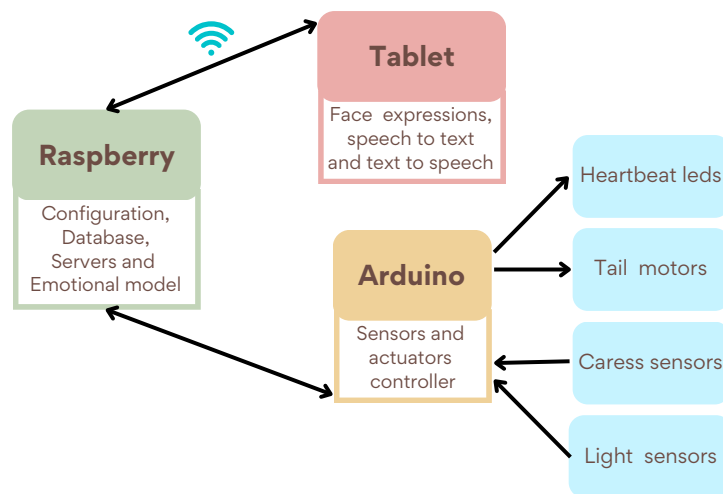 Tablet
Face expressions,
speech to text
and text to speech
Raspberry
Configuration,
Database,
Servers and
Emotional model
Arduino
Sensors and
actuators
controller
Heartbeat leds
Tail motors
Caress sensors
Light sensors